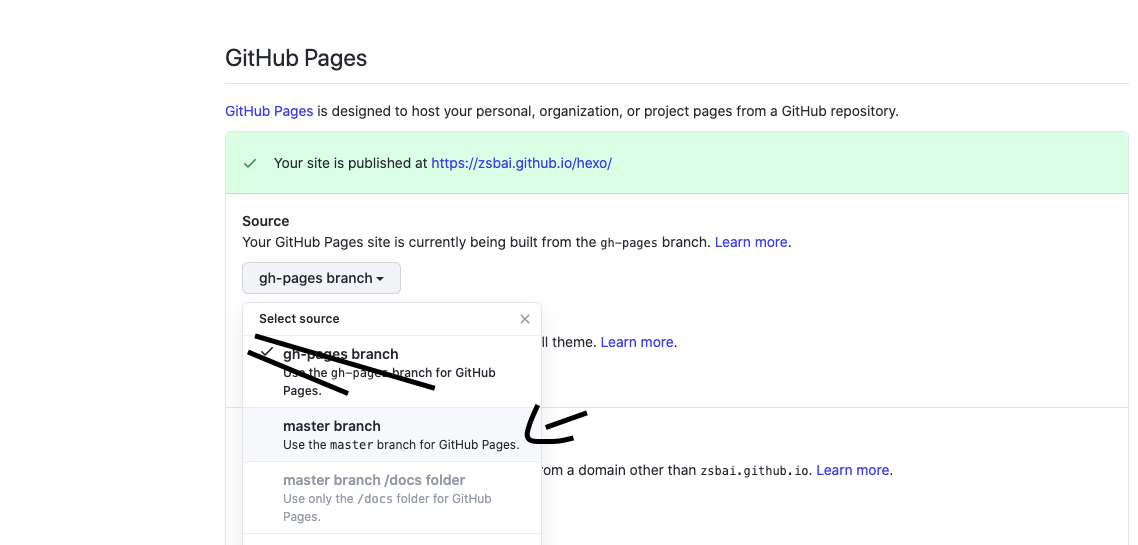 GitHub Pages
GitHub Pages is designed to host your personal, organization, or project pages from a GitHub repository.
Your site is published at https://zsbai.github.io/hexo/
Source
Your GitHub Pages site is currently being built from the gh-pages branch. Learn more.
gh-pages branch
Select source
ll theme. Learn more.
gh-pages branch
Use the gh-pages branch for GitHub
Pages.
master branch
Use the master branch for GitHub Pages.
om a domain other than zsbai.github.io. Learn more.
master branch /docs folder
Use only the /docs folder for GitHub
Pages.